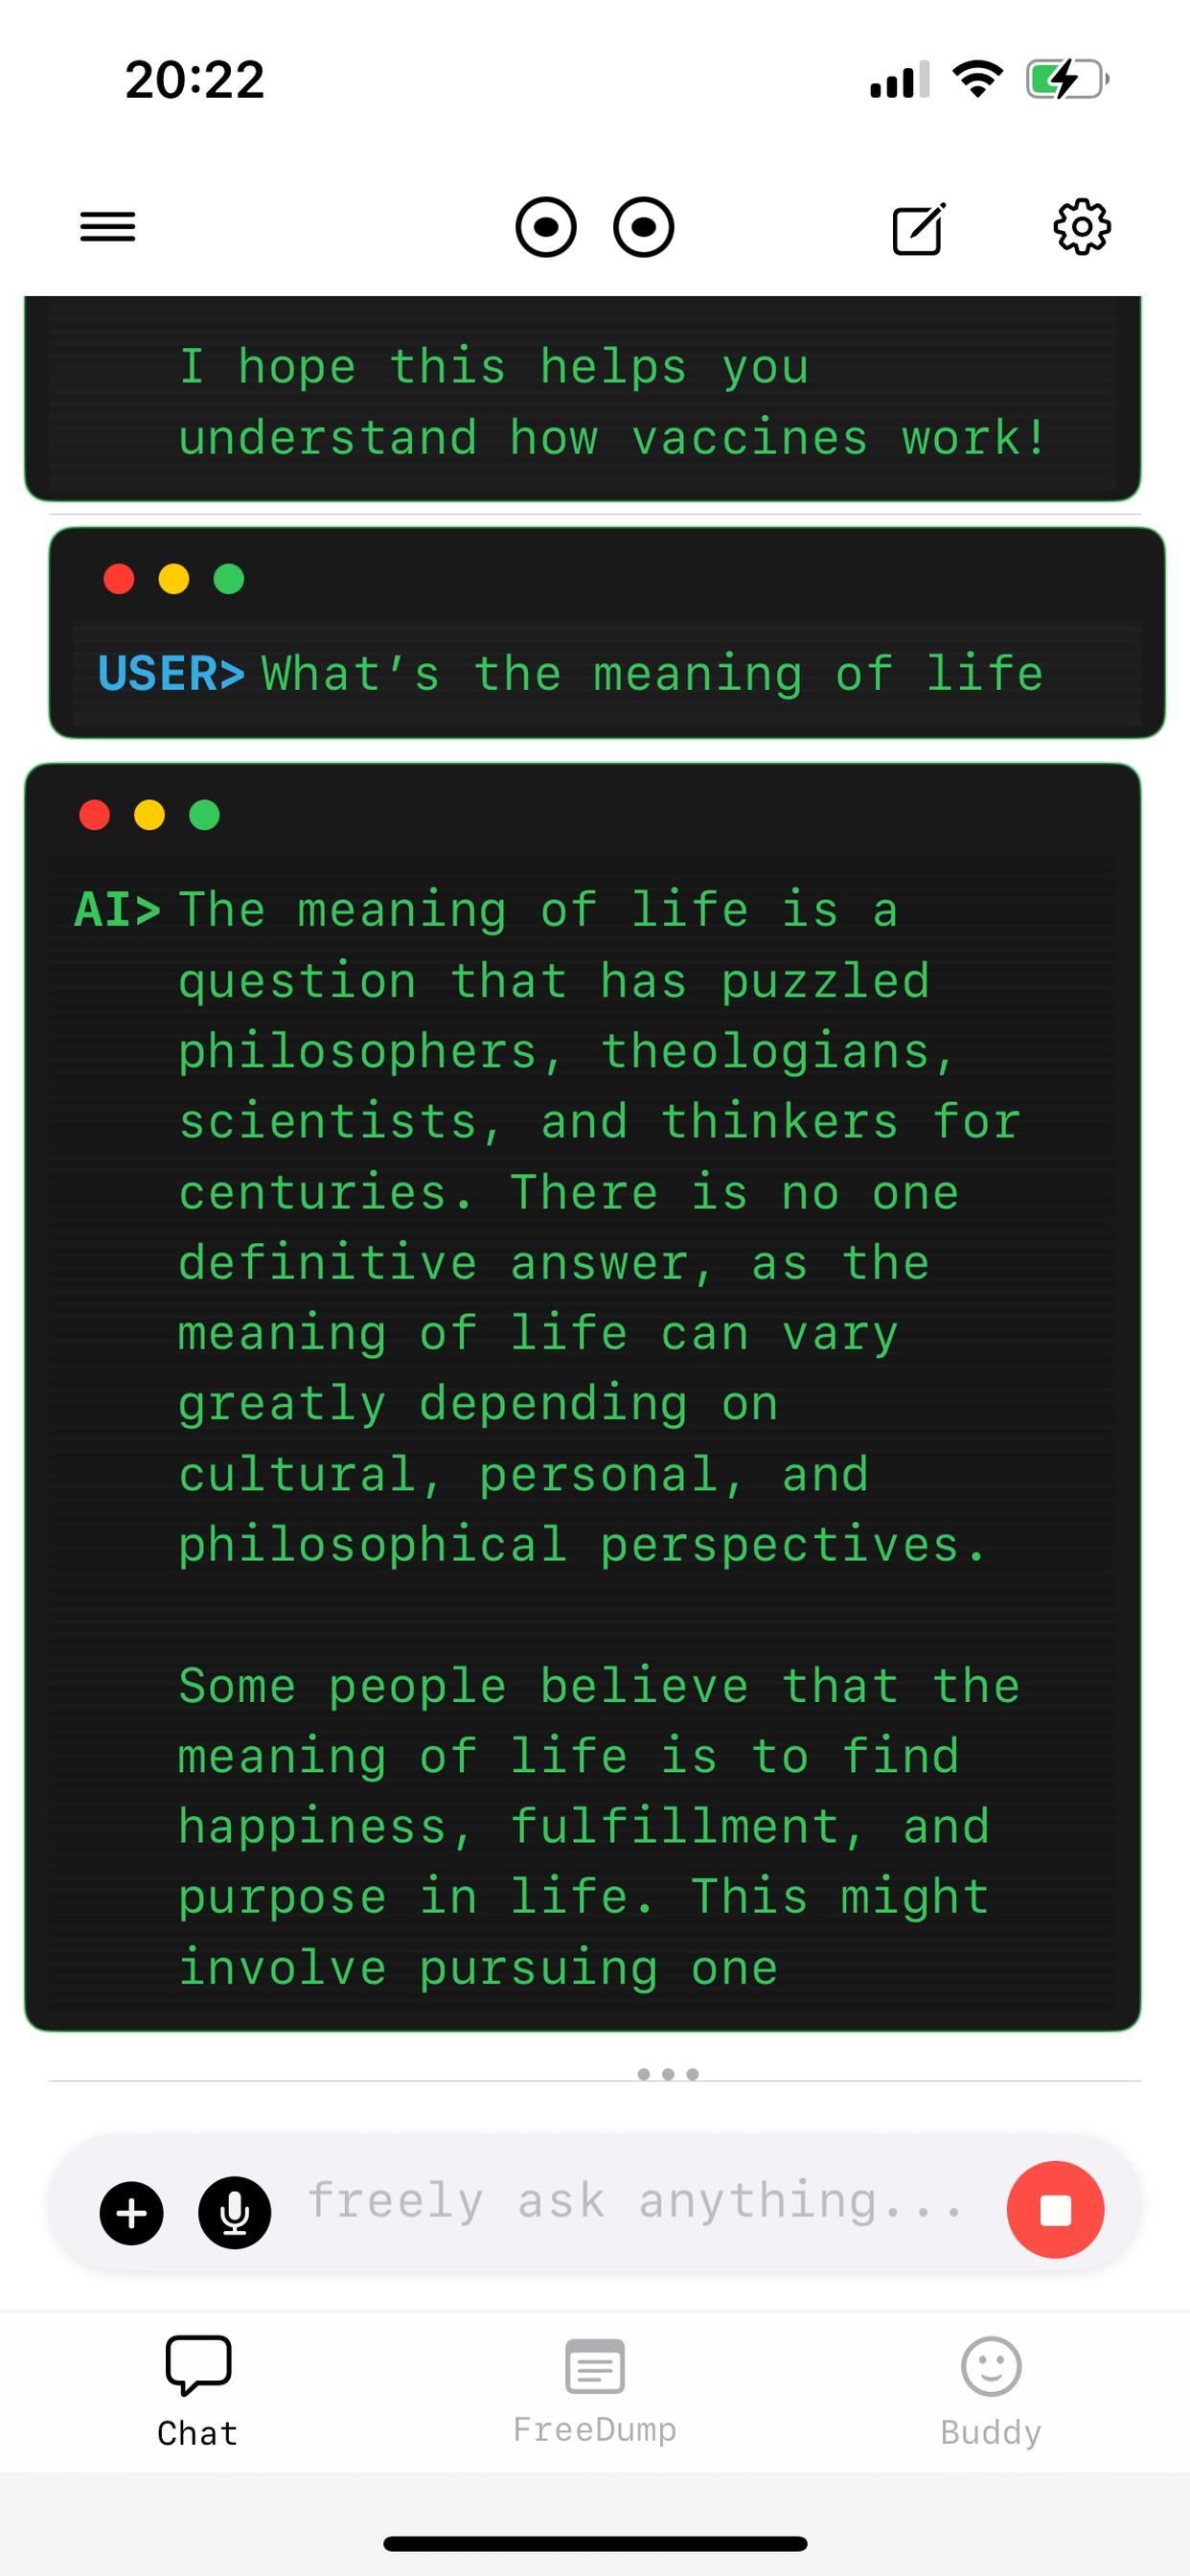 20:22
I hope this helps you
understand how vaccines work!
USER> What’s the meaning of life
AI> The meaning of life is a
question that has puzzled
philosophers, theologians,
scientists, and thinkers for
centuries. There is no one
definitive answer, as the
meaning of life can vary
greatly depending on
cultural, personal, and
philosophical perspectives.
Some people believe that the
meaning of life is to find
happiness, fulfillment, and
purpose in life. This might
involve pursuing one
freely ask anything...
Chat
FreeDump
Buddy